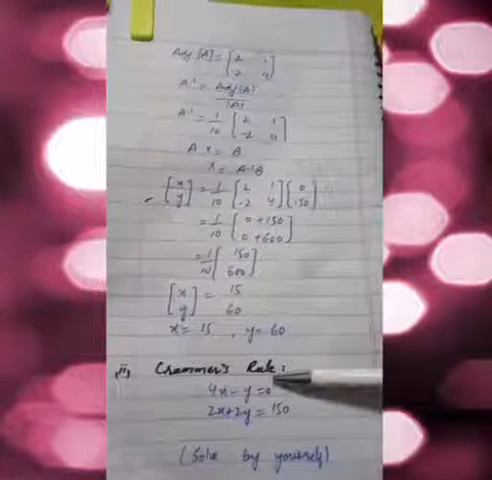 Adj [A] = [2 1
-2 4]
A⁻¹ = Adj[A]
|A|
A⁻¹ = 1/10 [2 1
-2 4]
A . x = B
x = A⁻¹B
[x y] = 1/10 [2 1 -2 4] [0 150]
= 1/10 [0 + 150
0 + 600]
= 1/10 [150
600]
[x y] = 15
60
x = 15 , y = 60
ii) Crammer's Rule:
4x - y = 0
2x + 2y = 150
(Solve by yourself)